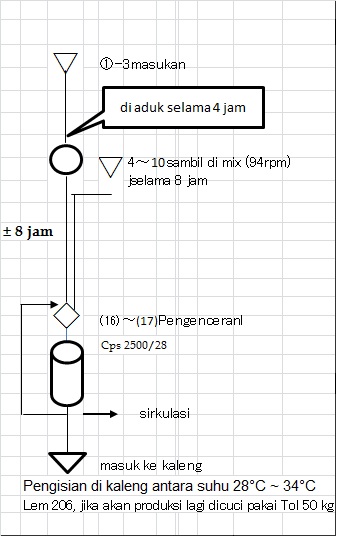 ①-3masukan
di aduk selama 4 jam
4～10sambil di mix (94rpm)
jselama 8 jam
± 8 jam
(16)～(17)Pengenceranl
Cps 2500/28
sirkulasi
masuk ke kaleng
Pengisian di kaleng antara suhu 28°C ~ 34°C
Lem 206, jika akan produksi lagi dicuci pakai Tol 50 kg